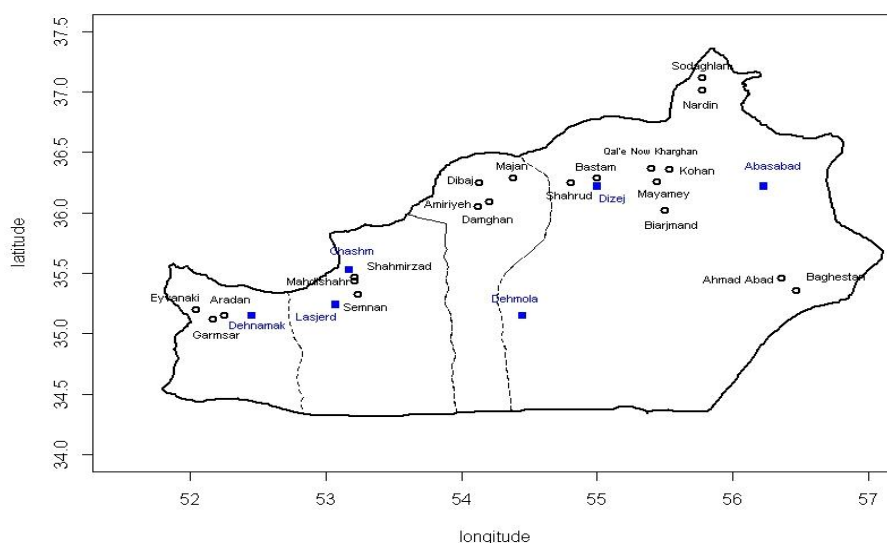 37.5
37.0
36.5
36.0
35.5
35.0
34.5
34.0
latitude
Sodaghlan
Nardin
Qal'e Now Kharghan
Majan
Bastam
Kohan
Abasabad
Dibaj
Shahrud
Dizej
Mayamey
Amiriyeh
Damghan
Biarjmand
Ghashm
Shahmirzad
Mahdishahr
Ahmad Abad
Baghestan
Eyvanaki
Aradan
Semnan
Lasjerd
Dehnamak
Garmsar
Dehmola
52
53
54
55
56
57
longitude